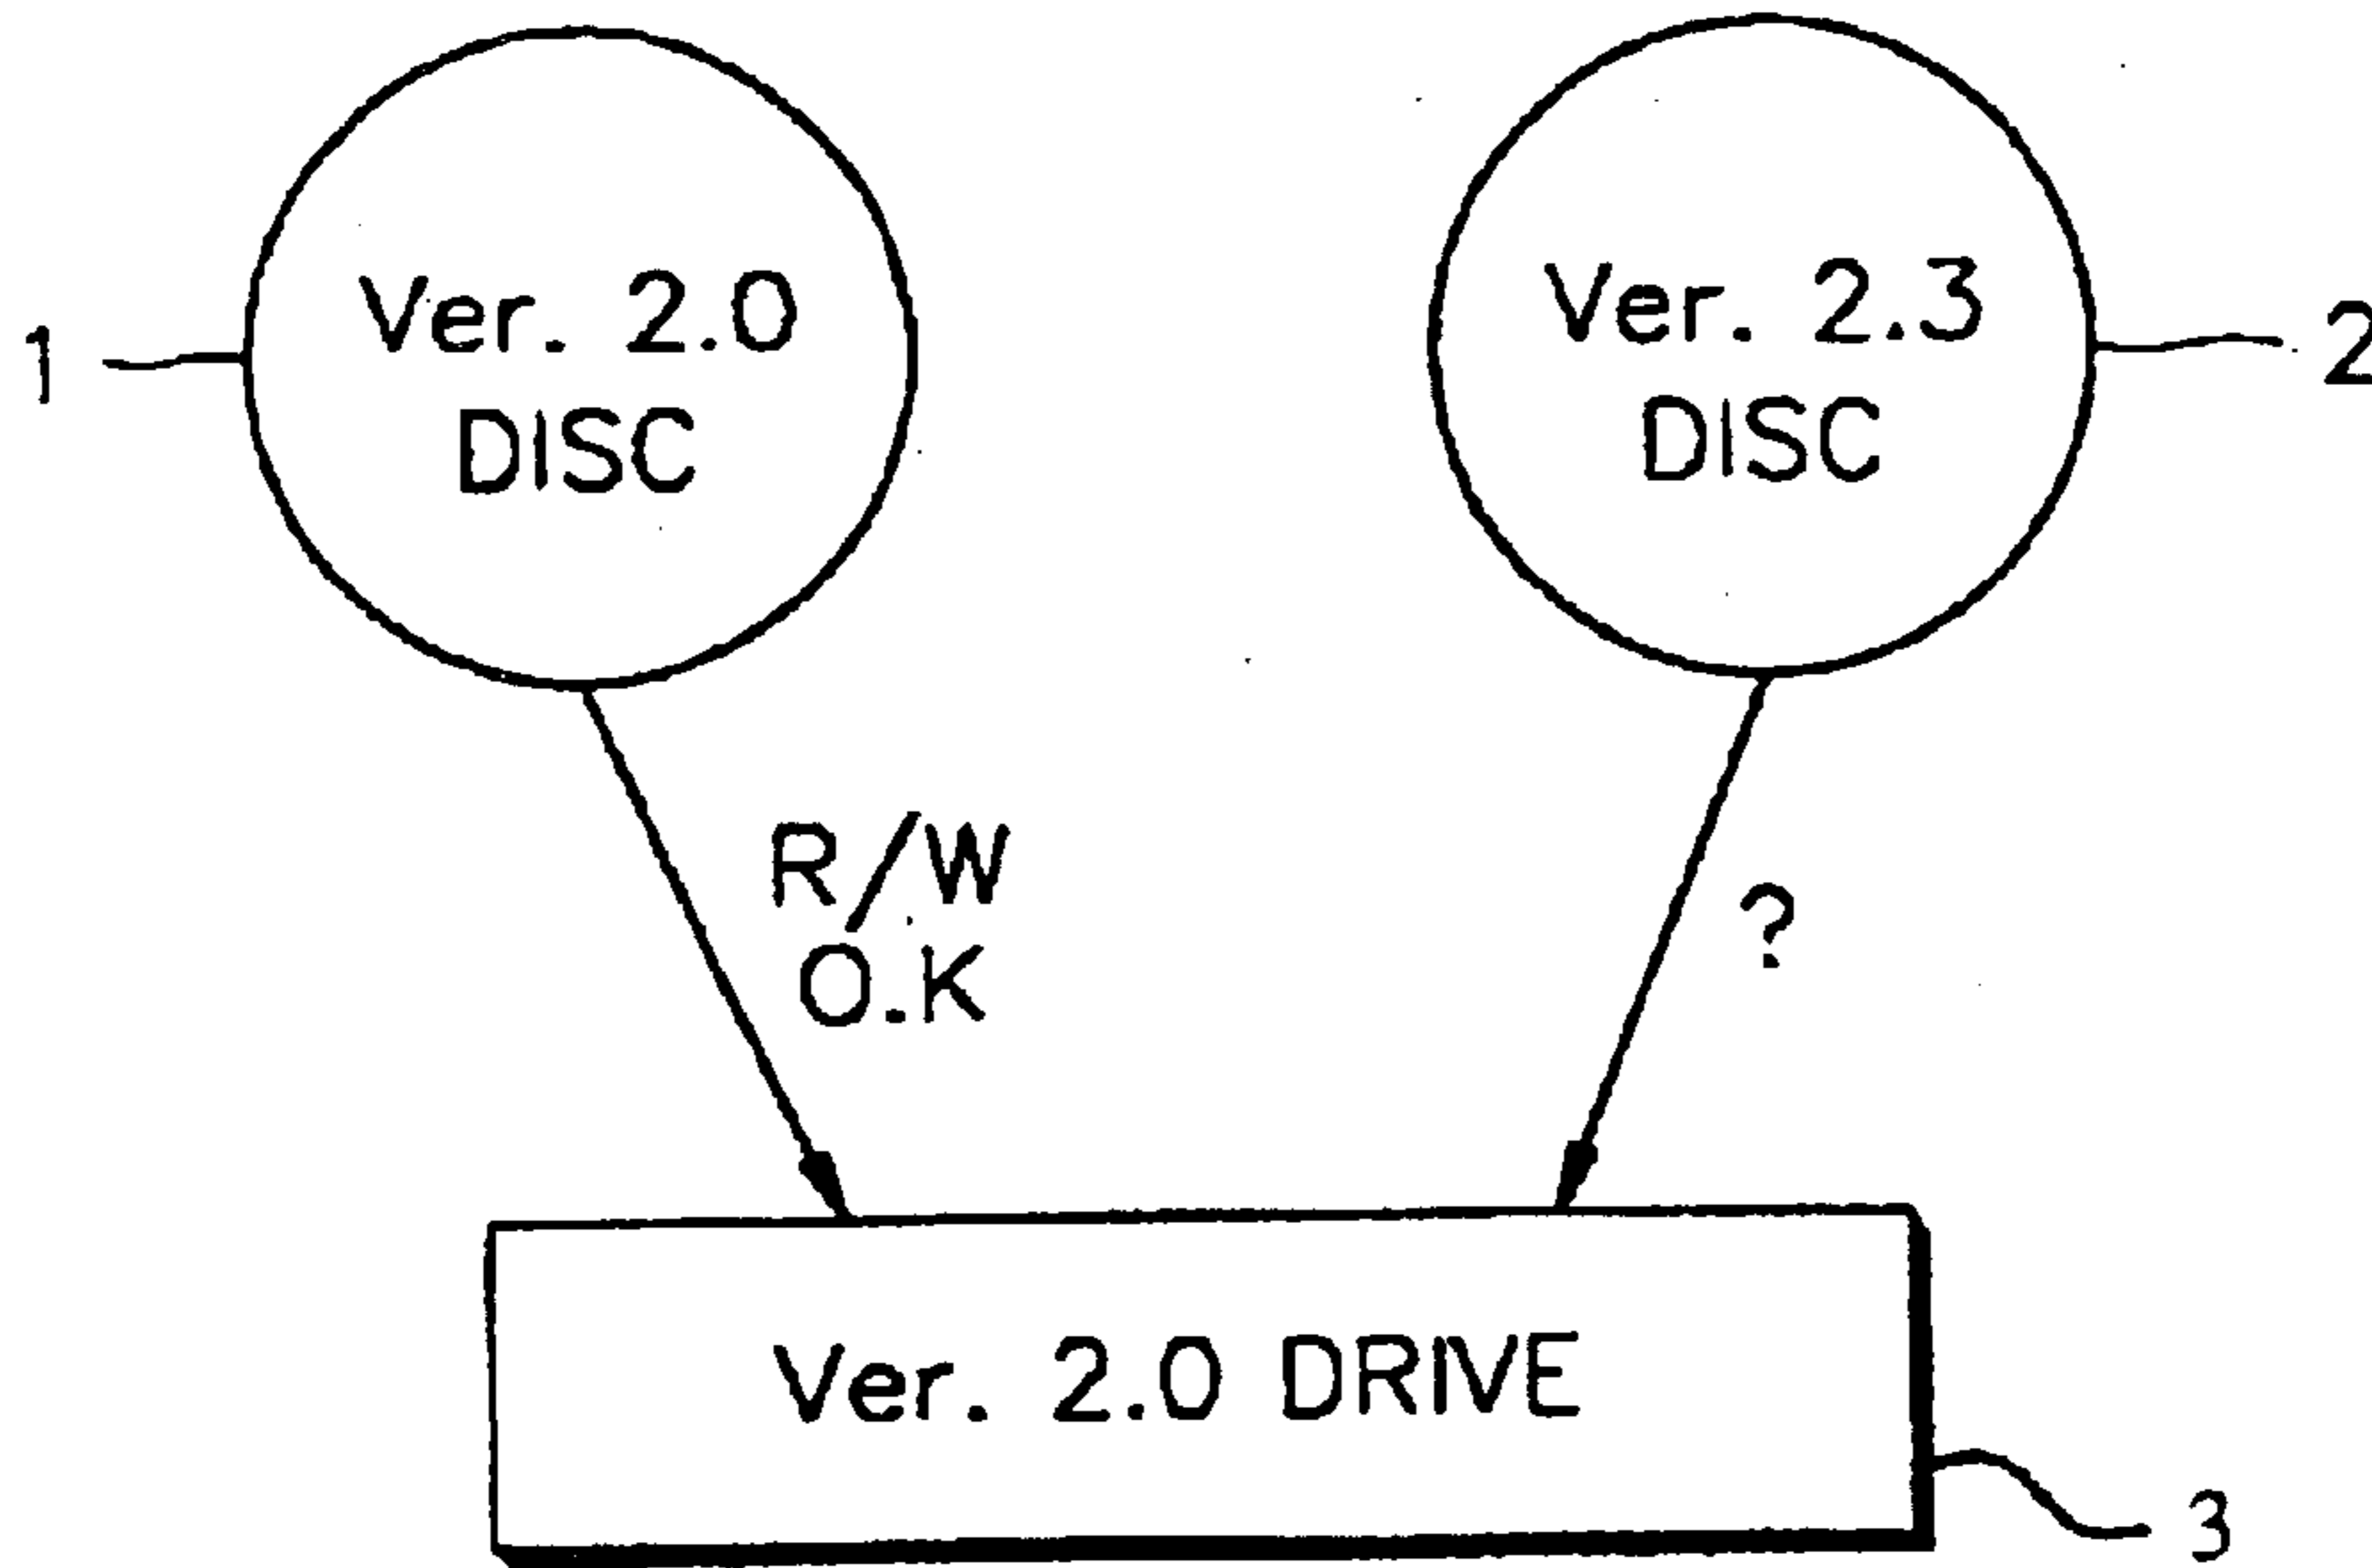 1
Ver. 2.0
DISC
Ver. 2.3
DISC
2
R/W
O.K
?
Ver. 2.0 DRIVE
3